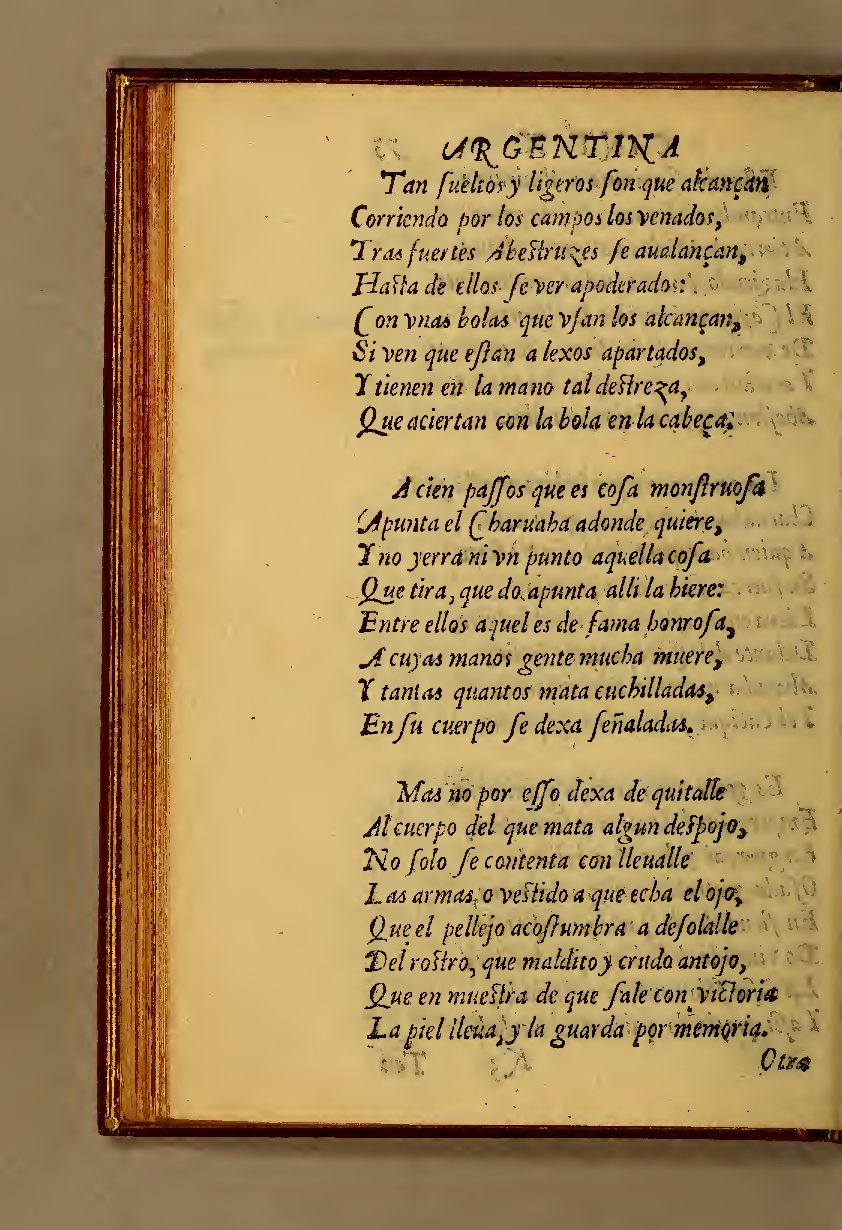 ARGENTINA
Tan ſueltos y ligeros ſon que alcançan
Corriendo por los campos los venados,
Tras fuertes Abeſtruzes ſe aualançan,
Haſta de ellos ſe ver apoderados:
Con vnas bolas que vſan los alcançan,
Si ven que eſtan a lexos apartados,
Y tienen en la mano tal deſtreza,
Que aciertan con la bola en la cabeça;
A cien paſſos que es coſa monſtruoſa
Apunta el Charuaha adonde quiere,
Y no yerra ni vn punto aquella coſa
Que tira, que do apunta alli la hiere:
Entre ellos aquel es de fama honroſa,
A cuyas manos gente mucha muere,
Y tantas quantos mata cuchilladas,
En ſu cuerpo ſe dexa ſeñaladas.
Mas no por eſſo dexa de quitalle
Al cuerpo del que mata algun deſpojo,
No ſolo ſe contenta con lleualle
Las armas, o veſtido a que echa el ojo,
Que el pellejo acoſtumbra a deſolalle
Del roſtro, que maldito y crudo antojo,
Que en mueſtra de que ſale con victoria
La piel lleua, y la guarda por memoria.
Otra